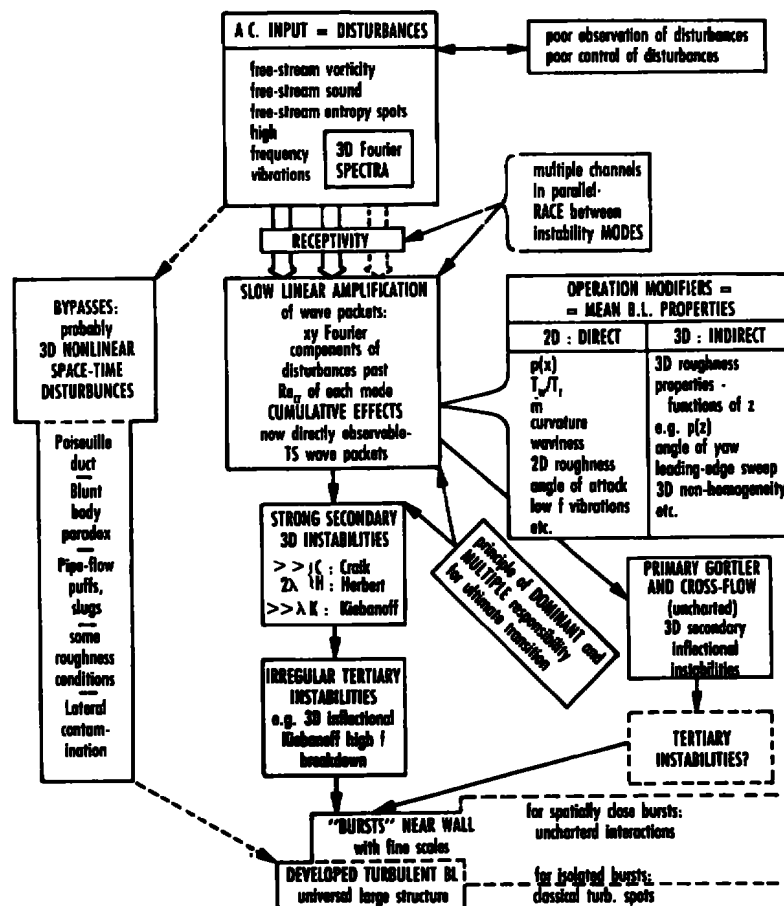 A C. INPUT = DISTURBANCES
free-stream vorticity
free-stream sound
free-stream entropy spots
high
frequency
vibrations
3D Fourier
SPECTRA
poor observation of disturbances
poor control of disturbances
multiple channels
in parallel-
RACE between
instability MODES
RECEPTIVITY
BYPASSES:
probably
3D NONLINEAR
SPACE-TIME
DISTURBUNCES
Poiseuille
duct
Blunt
body
paradox
Pipe-flow
puffs,
slugs
some
roughness
conditions
Lateral
contam-
ination
SLOW LINEAR AMPLIFICATION
of wave packets:
xy Fourier
components of
disturbances past
Re_cr of each mode
CUMULATIVE EFFECTS
now directly observable-
TS wave packets
OPERATION MODIFIERS =
= MEAN B.L. PROPERTIES
2D : DIRECT
p(x)
T_w/T_r
ṁ
curvature
waviness
2D roughness
angle of attack
low f vibrations
etc.
3D : INDIRECT
3D roughness
properties -
functions of z
e.g. p(z)
angle of yaw
leading-edge sweep
3D non-homogeneity
etc.
STRONG SECONDARY
3D INSTABILITIES
>> {C : Craik
2λ {H : Herbert
>>λ K : Klebanoff
principle of DOMINANT and
MULTIPLE responsibility
for ultimate transition
PRIMARY GORTLER
AND CROSS-FLOW
(uncharted)
3D secondary
inflectional
instabilities
IRREGULAR TERTIARY
INSTABILITIES
e.g. 3D inflectional
Klebanoff high f
breakdown
TERTIARY
INSTABILITIES?
"BURSTS" NEAR WALL
with fine scales
for spatially close bursts:
uncharterd interactions
DEVELOPED TURBULENT BL
universal large structure
for isolated bursts:
classical turb. spots